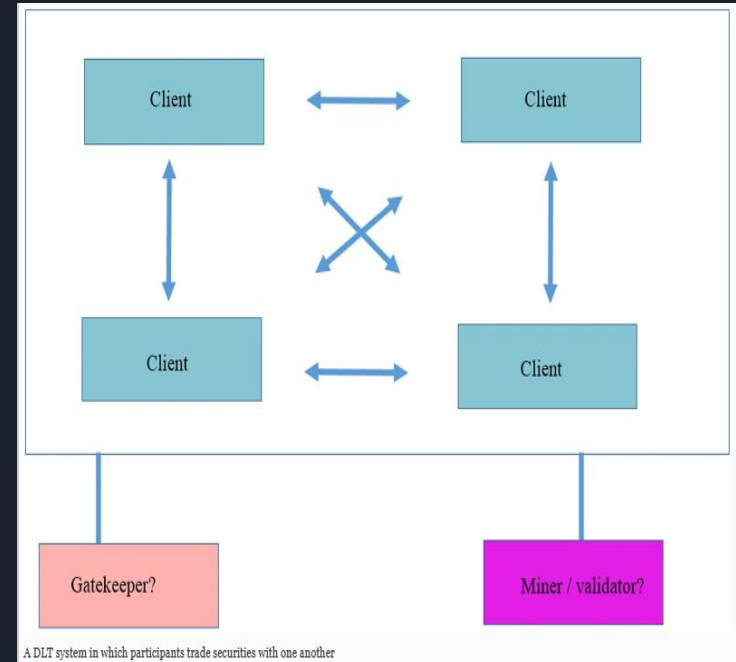 Client
Client
Client
Client
Gatekeeper?
Miner / validator?
A DLT system in which participants trade securities with one another